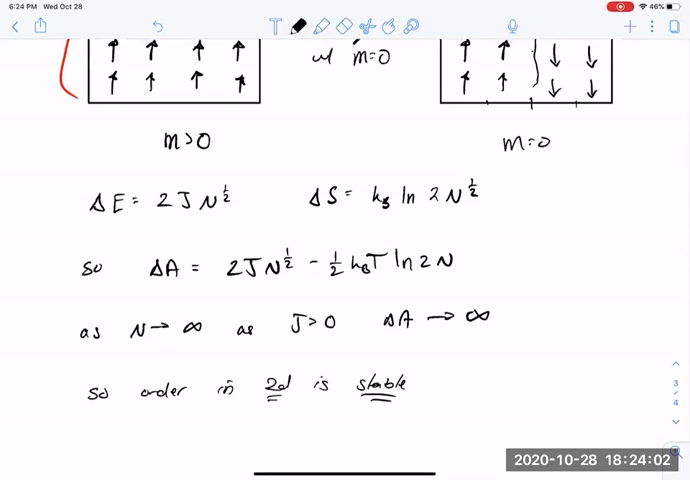 6:24 PM Wed Oct 28
46%
w/ m=0
m>0
m=0
ΔE = 2JN^{1/2} ΔS = k_B ln 2N^{1/2}
so ΔA = 2JN^{1/2} - 1/2 k_BT ln 2N
as N → ∞ as J>0 ΔA → ∞
so order in 2d is stable
3/4
2020-10-28 18:24:02